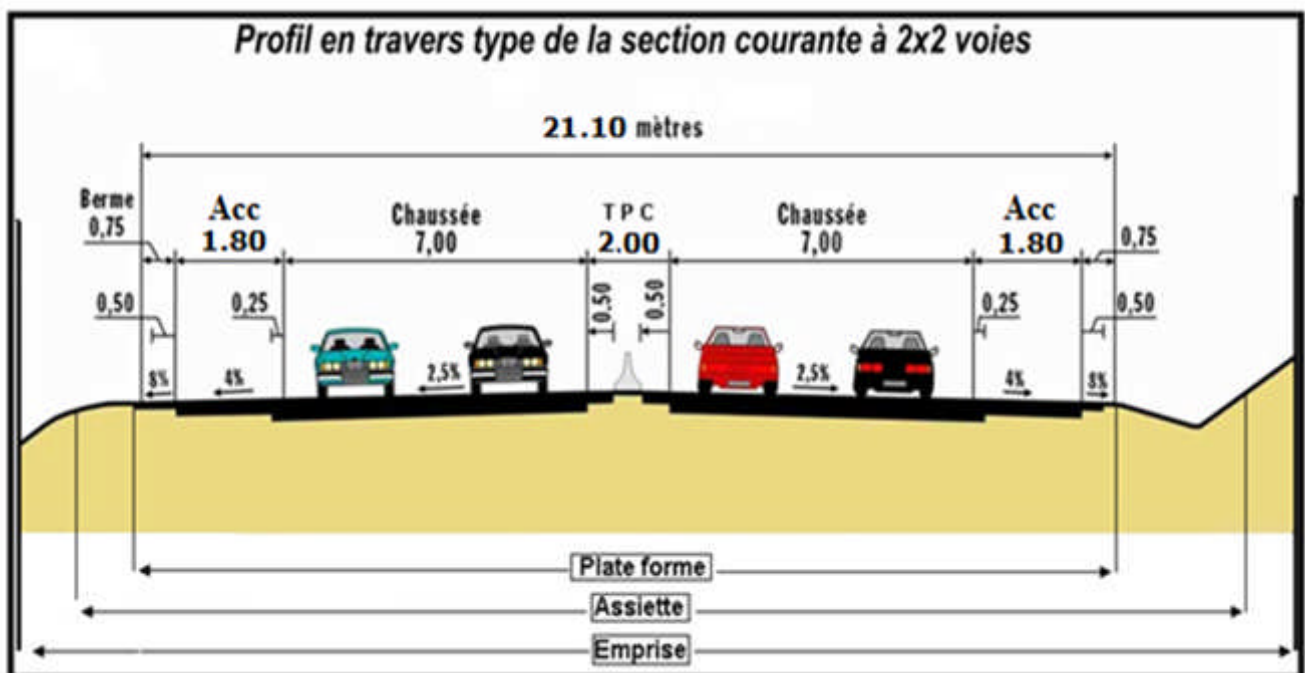 Profil en travers type de la section courante à 2x2 voies
21.10 mètres
Berme
0,75
Acc
1.80
Chaussée
7,00
T P C
2.00
Chaussée
7,00
Acc
1.80
0,75
0,50
0,25
0.50
0.50
0,25
0,50
8%
4%
2,5%
2,5%
4%
8%
Plate forme
Assiette
Emprise